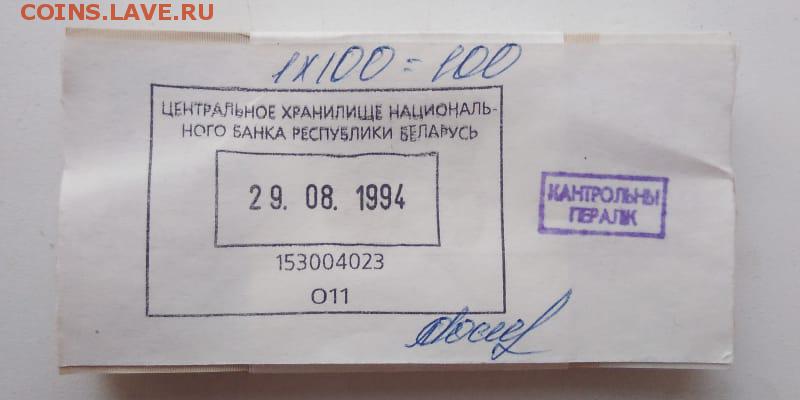 COINS.LAVE.RU
1x100=100
ЦЕНТРАЛЬНОЕ ХРАНИЛИЩЕ НАЦИОНАЛЬ-
НОГО БАНКА РЕСПУБЛИКИ БЕЛАРУСЬ
29. 08. 1994
КАНТРОЛЬНЫ
ПЕРАЛІК
153004023
011